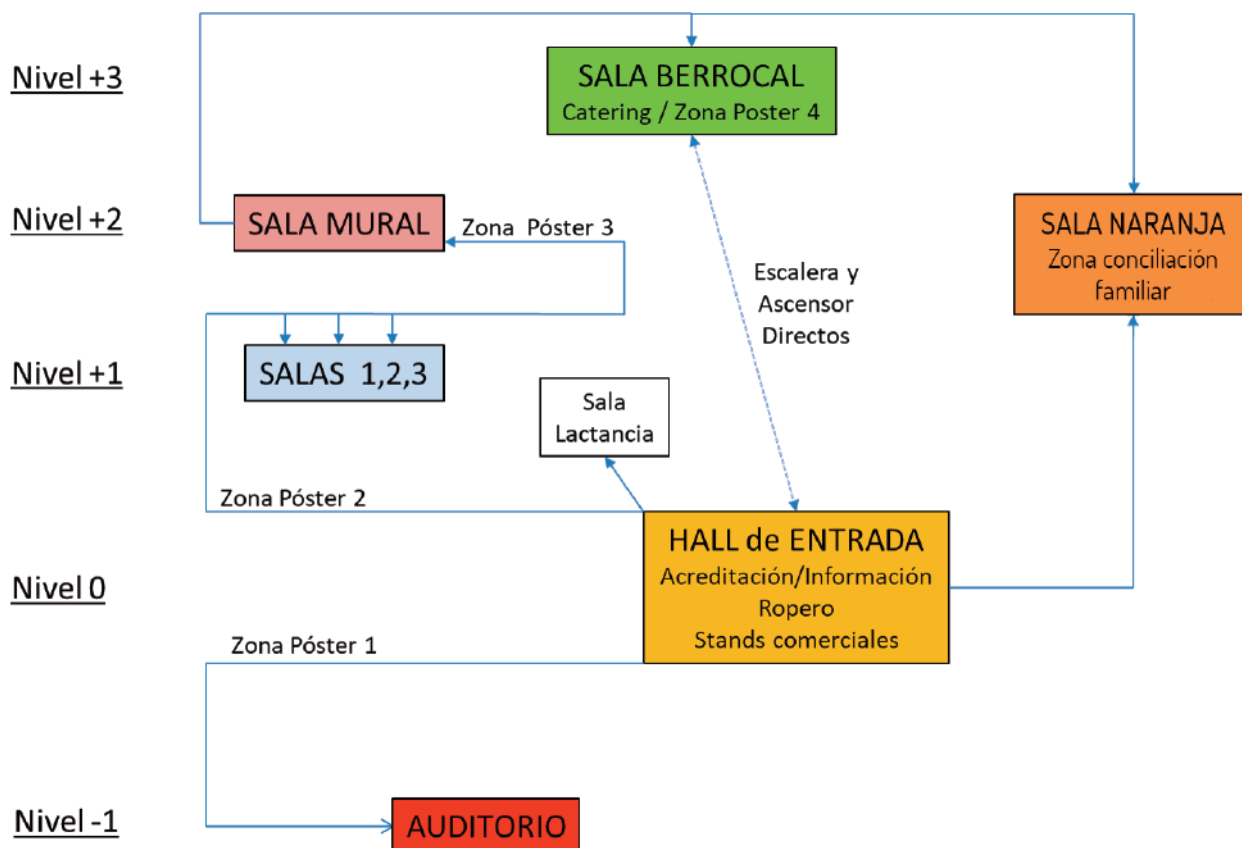 Nivel +3
SALA BERROCAL
Catering / Zona Poster 4
Nivel +2
SALA MURAL
Zona Póster 3
SALA NARANJA
Zona conciliación
familiar
Escalera y
Ascensor
Directos
Nivel +1
SALAS 1,2,3
Sala
Lactancia
Zona Póster 2
HALL de ENTRADA
Acreditación/Información
Ropero
Stands comerciales
Nivel 0
Zona Póster 1
Nivel -1
AUDITORIO